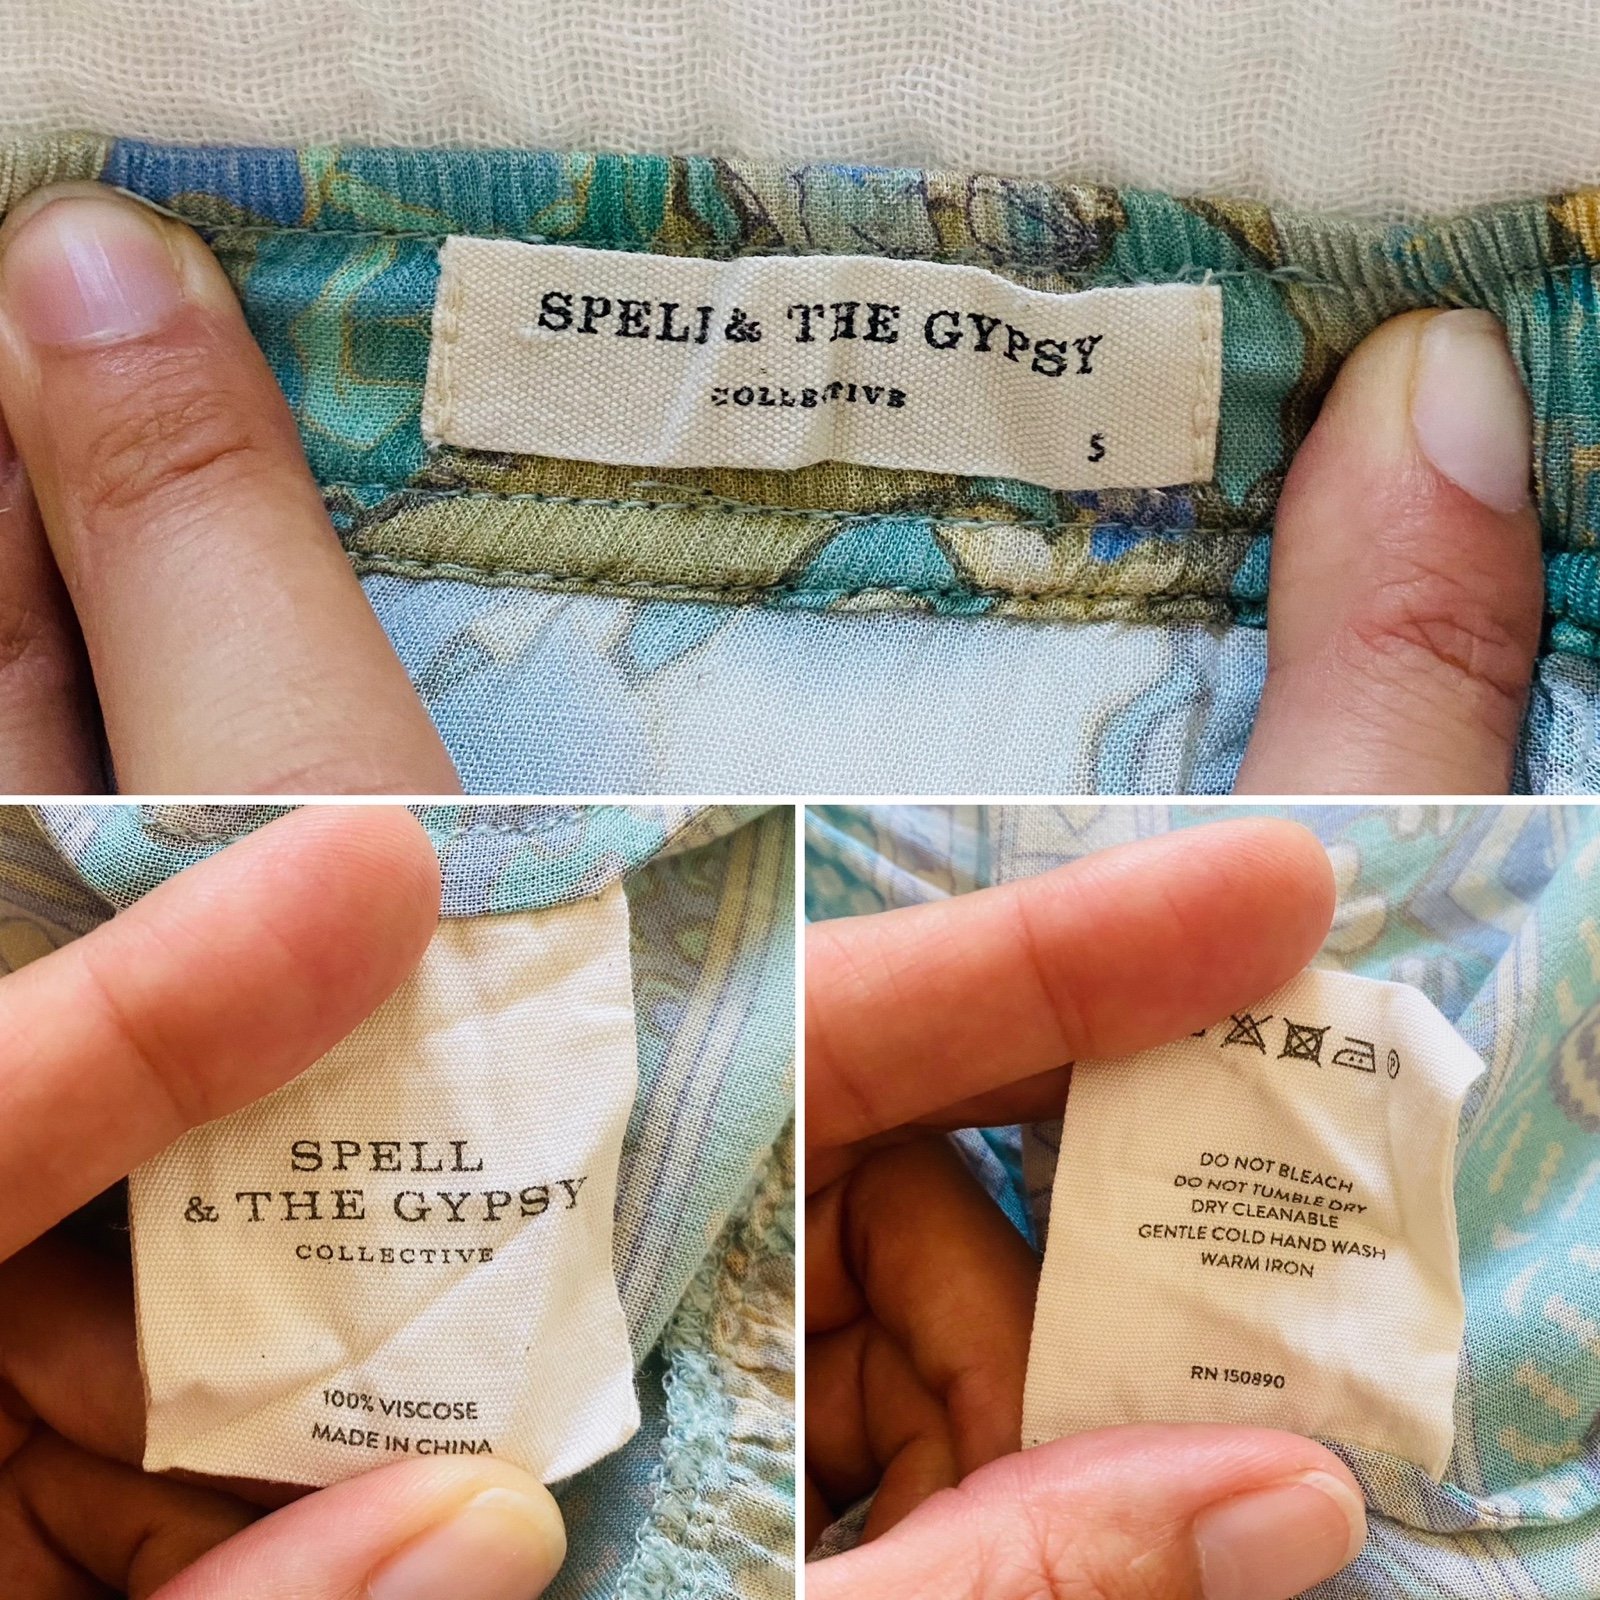 SPELL & THE GYPSY
COLLECTIVE
S
SPELL
& THE GYPSY
COLLECTIVE
100% VISCOSE
MADE IN CHINA
P
DO NOT BLEACH
DO NOT TUMBLE DRY
DRY CLEANABLE
GENTLE COLD HAND WASH
WARM IRON
RN 150890